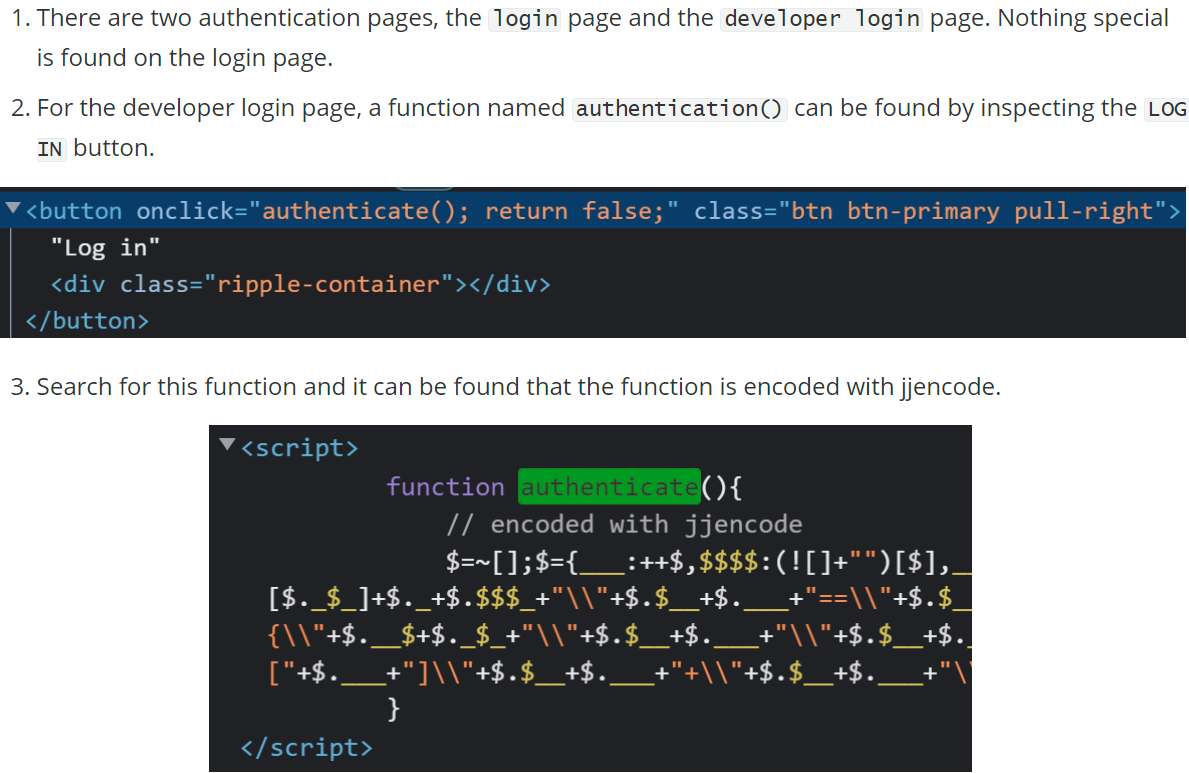 1. There are two authentication pages, the login page and the developer login page. Nothing special
is found on the login page.
2. For the developer login page, a function named authentication() can be found by inspecting the LOG
IN button.
<button onclick="authenticate(); return false;" class="btn btn-primary pull-right">
"Log in"
<div class="ripple-container"></div>
</button>
3. Search for this function and it can be found that the function is encoded with jjencode.
<script>
function authenticate(){
// encoded with jjencode
$=~[];$={___:++$,$$$$:(![]+"")[$],__
[$._$_]+$._+$.$$$_+"\\"+$.$__+$.___+"==\\"+$.$_
{\\"+$.__$+$._$_+"\\"+$.$__+$.___+"\\"+$.$__+$._
["+$.___+"]\\"+$.$__+$.___+"+\\"+$.$__+$.___+"\
}
</script>